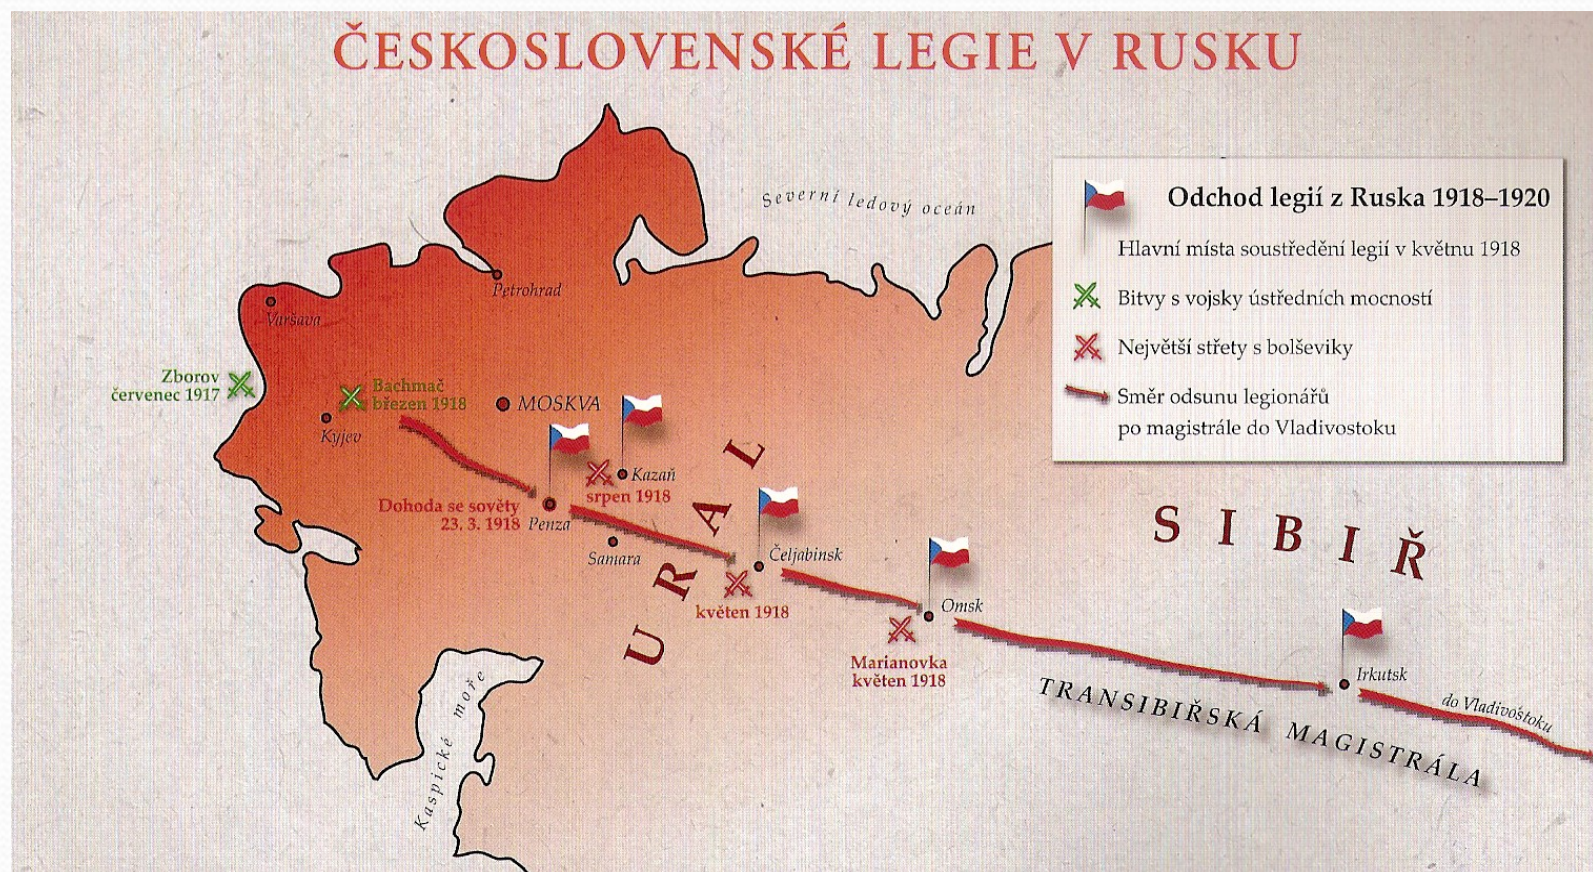 ČESKOSLOVENSKÉ LEGIE V RUSKU
Severní ledový oceán
Odchod legií z Ruska 1918–1920
Hlavní místa soustředění legií v květnu 1918
Bitvy s vojsky ústředních mocností
Největší střety s bolševiky
Směr odsunu legionářů
po magistrále do Vladivostoku
Petrohrad
Varšava
Zborov
červenec 1917
Bachmač
březen 1918
Kyjev
MOSKVA
Kazaň
srpen 1918
Dohoda se sověty
23. 3. 1918
Penza
Samara
URAL
Čeljabinsk
květen 1918
Omsk
Marianovka
květen 1918
SIBIŘ
Irkutsk
do Vladivostoku
TRANSIBIŘSKÁ MAGISTRÁLA
Kaspické moře